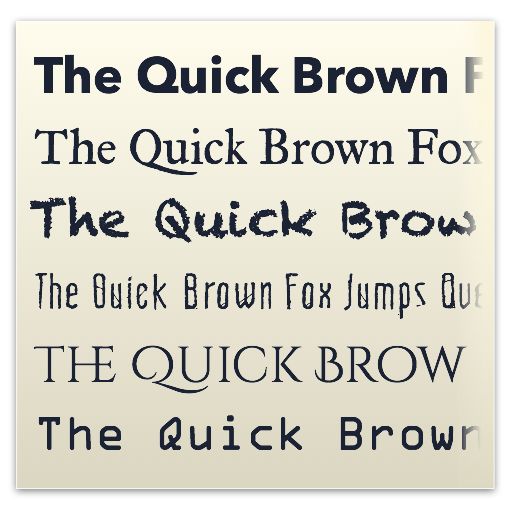 The Quick Brown F
The Quick Brown Fox
The Quick Brow
The Quick Brown Fox Jumps Ove
THE QUICK BROW
The Quick Brown